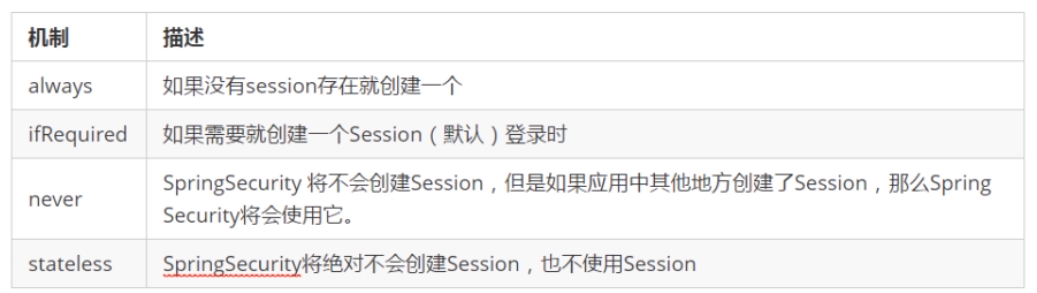 机制 描述
always 如果没有session存在就创建一个
ifRequired 如果需要就创建一个Session（默认）登录时
never SpringSecurity 将不会创建Session，但是如果应用中其他地方创建了Session，那么Spring
Security将会使用它。
stateless SpringSecurity将绝对不会创建Session，也不使用Session